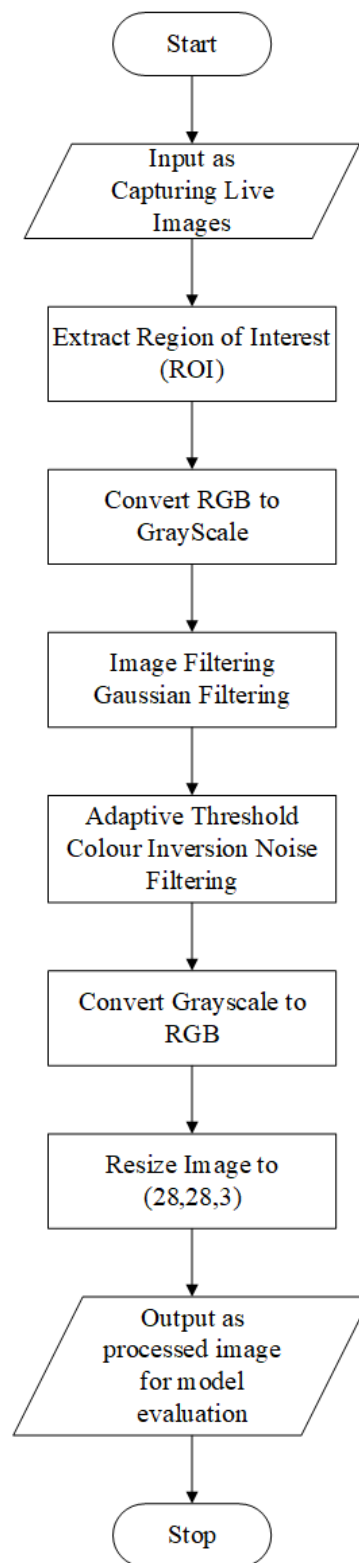 Start
Input as
Capturing Live
Images
Extract Region of Interest
(ROI)
Convert RGB to
GrayScale
Image Filtering
Gaussian Filtering
Adaptive Threshold
Colour Inversion Noise
Filtering
Convert Grayscale to
RGB
Resize Image to
(28,28,3)
Output as
processed image
for model
evaluation
Stop